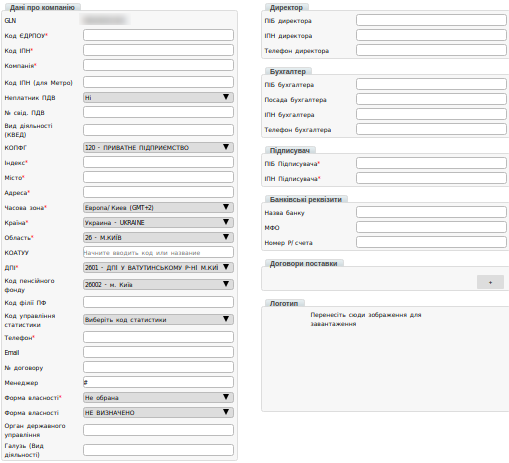 Дані про компанію
GLN
Код ЄДРПОУ*
Код ІПН*
Компанія*
Код ІПН (для Метро)
Неплатник ПДВ Ні
№ свід. ПДВ
Вид діяльності
(КВЕД)
КОПФГ 120 - ПРИВАТНЕ ПІДПРИЄМСТВО
Індекс*
Місто*
Адреса*
Часова зона* Европа/Киев (GMT+2)
Країна* Украина - UKRAINE
Область* 26 - М.КИЇВ
КОАТУУ Начните вводить код или название
ДПІ* 2601 - ДПІ У ВАТУТІНСЬКОМУ Р-НІ М.КИЇ
Код пенсійного
фонду 26002 - м. Київ
Код філії ПФ
Код управління
статистики Виберіть код статистики
Телефон*
Email
№ договору
Менеджер #
Форма власності* Не обрана
Форма власності НЕ ВИЗНАЧЕНО
Орган державного
управління
Галузь (Вид
діяльності)
Директор
ПІБ директора
ІПН директора
Телефон директора
Бухгалтер
ПІБ бухгалтера
Посада бухгалтера
ІПН бухгалтера
Телефон бухгалтера
Підписувач
ПІБ Підписувача*
ІПН Підписувача*
Банківські реквізити
Назва банку
МФО
Номер Р/счета
Договори поставки
+
Логотип
Перенесіть сюди зображення для
завантаження